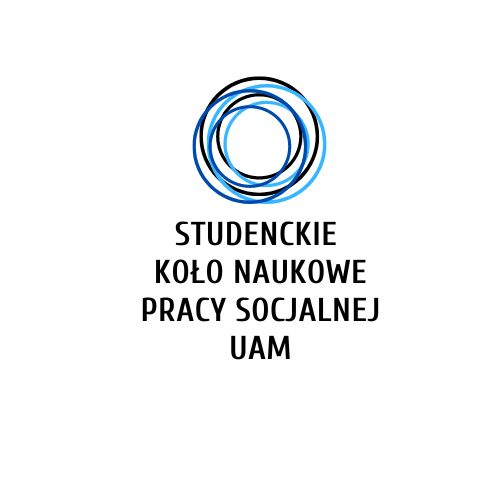 STUDENCKIE
KOŁO NAUKOWE
PRACY SOCJALNEJ
UAM